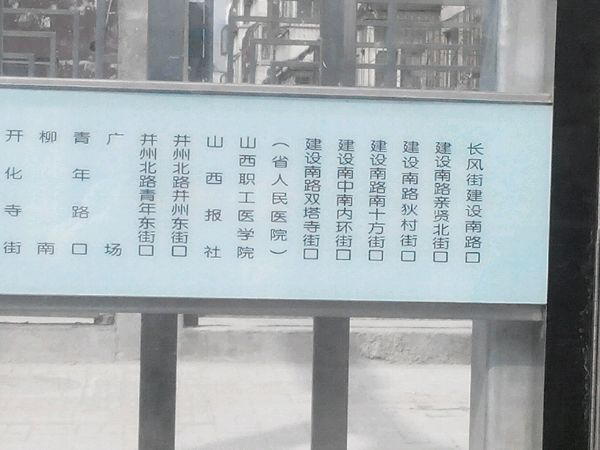 开化寺街
柳南
青年路口
广场
并州北路青年东街口
并州北路并州东街口
山西报社
山西职工医学院
（省人民医院）
建设南路双塔寺街口
建设南中南内环街口
建设南路南十方街口
建设南路狄村街口
建设南路亲贤北街口
长风街建设南路口